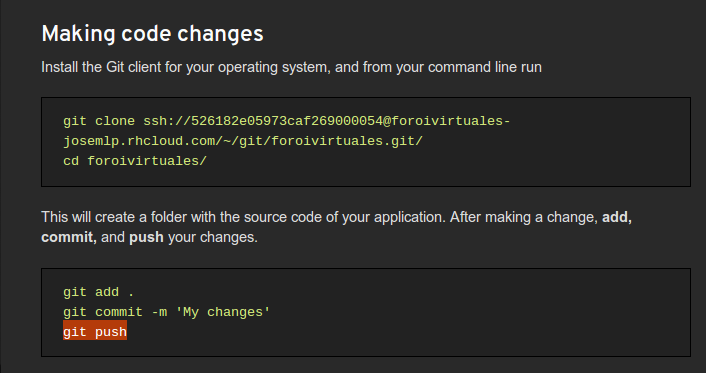 Making code changes
Install the Git client for your operating system, and from your command line run
git clone ssh://526182e05973caf269000054@foroivirtuales-
josemlp.rhcloud.com/~/git/foroivirtuales.git/
cd foroivirtuales/
This will create a folder with the source code of your application. After making a change, add,
commit, and push your changes.
git add .
git commit -m 'My changes'
git push